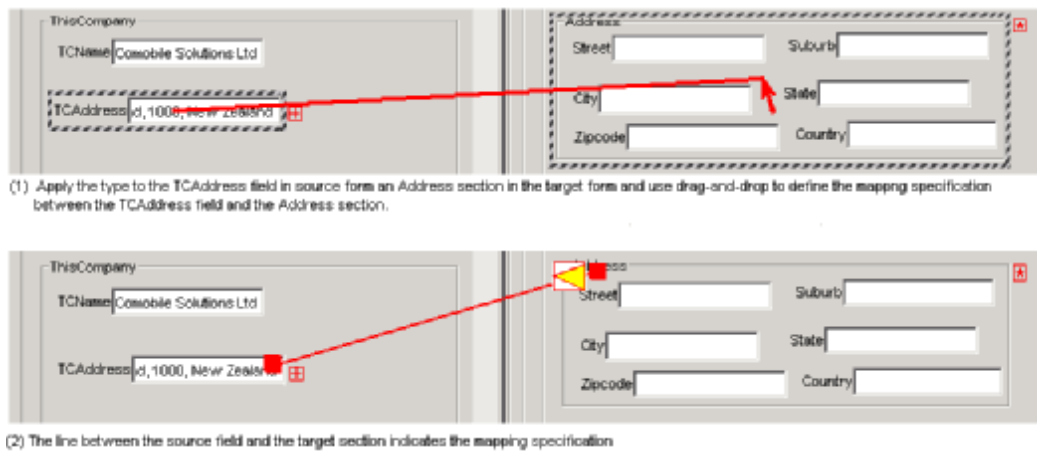 ThisCompany
TCName Comobile Solutions Ltd
TCAddress d, 1000, New Zealand
Address
Street
Suburb
City
State
Zipcode
Country
(1) Apply the type to the TCAddress field in source form an Address section in the target form and use drag-and-drop to define the mappng specification
between the TCAddress field and the Address section.
ThisCompany
TCName Comobile Solutions Ltd
TCAddress d, 1000, New Zealand
Address
Street
Suburb
City
State
Zipcode
Country
(2) The line between the source field and the target section indicates the mapping specification